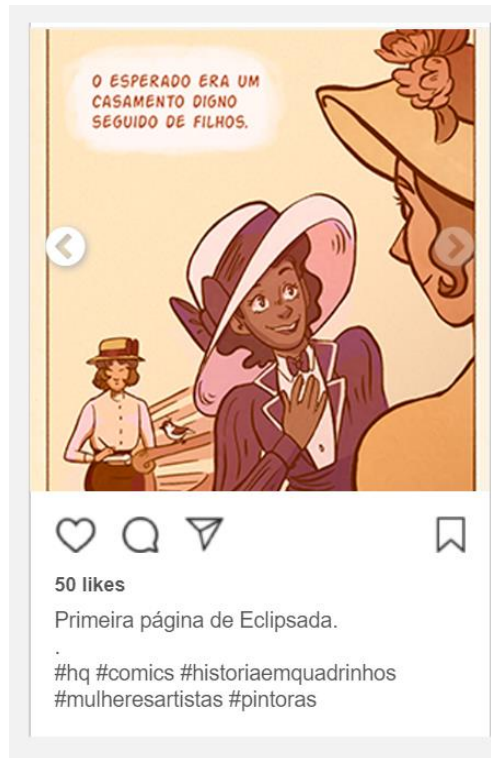 O ESPERADO ERA UM
CASAMENTO DIGNO
SEGUIDO DE FILHOS.
50 likes
Primeira página de Eclipsada.
.
#hq #comics #historiaemquadrinhos
#mulheresartistas #pintoras